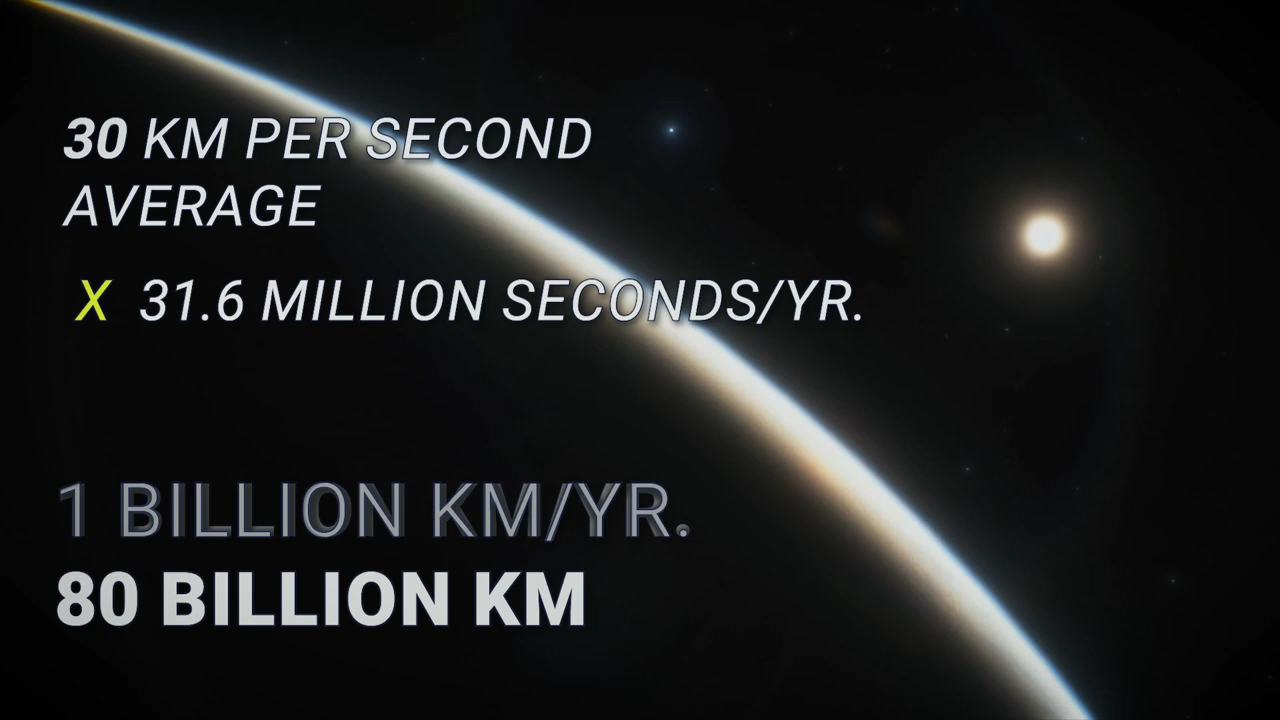 30 KM PER SECOND
AVERAGE
X 31.6 MILLION SECONDS/YR.
1 BILLION KM/YR.
80 BILLION KM